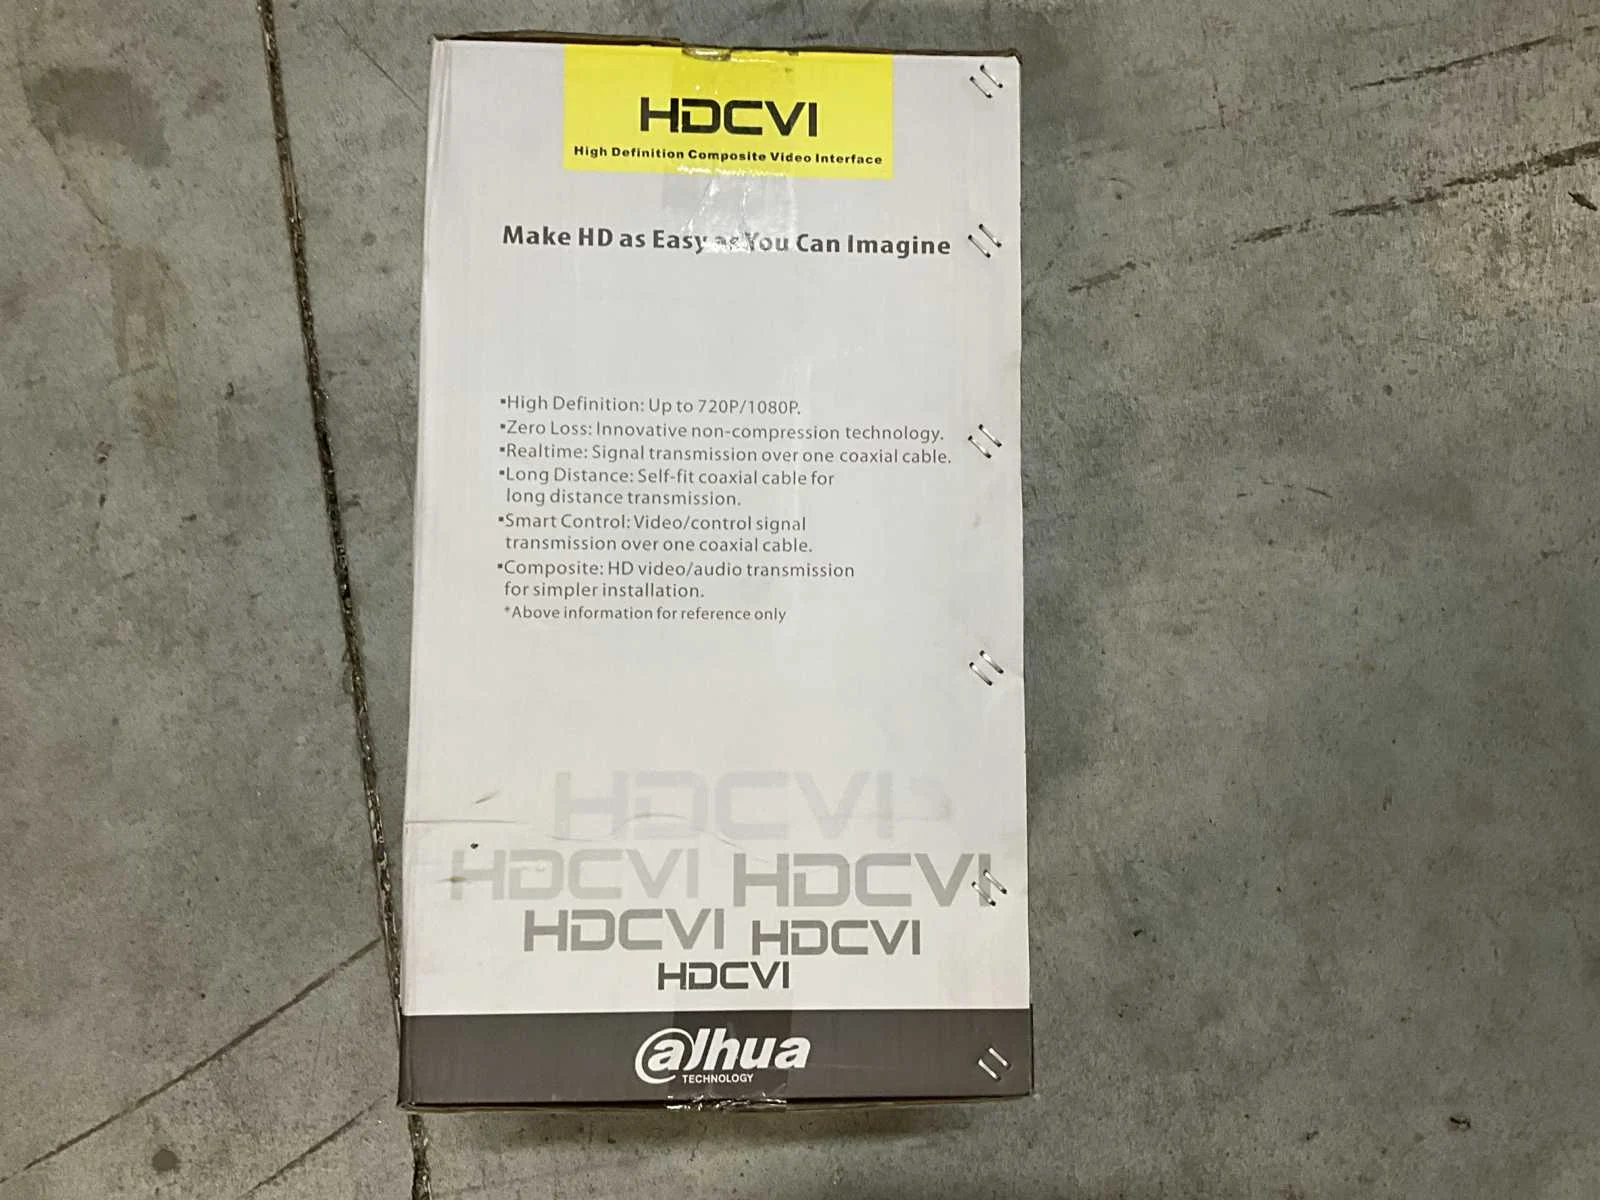 HDCVI
High Definition Composite Video Interface
Make HD as Easy as You Can Imagine
▪High Definition: Up to 720P/1080P.
▪Zero Loss: Innovative non-compression technology.
▪Realtime: Signal transmission over one coaxial cable.
▪Long Distance: Self-fit coaxial cable for
long distance transmission.
▪Smart Control: Video/control signal
transmission over one coaxial cable.
▪Composite: HD video/audio transmission
for simpler installation.
*Above information for reference only
HDCVI
HDCVI HDCVI
HDCVI HDCVI
HDCVI
alhua
TECHNOLOGY